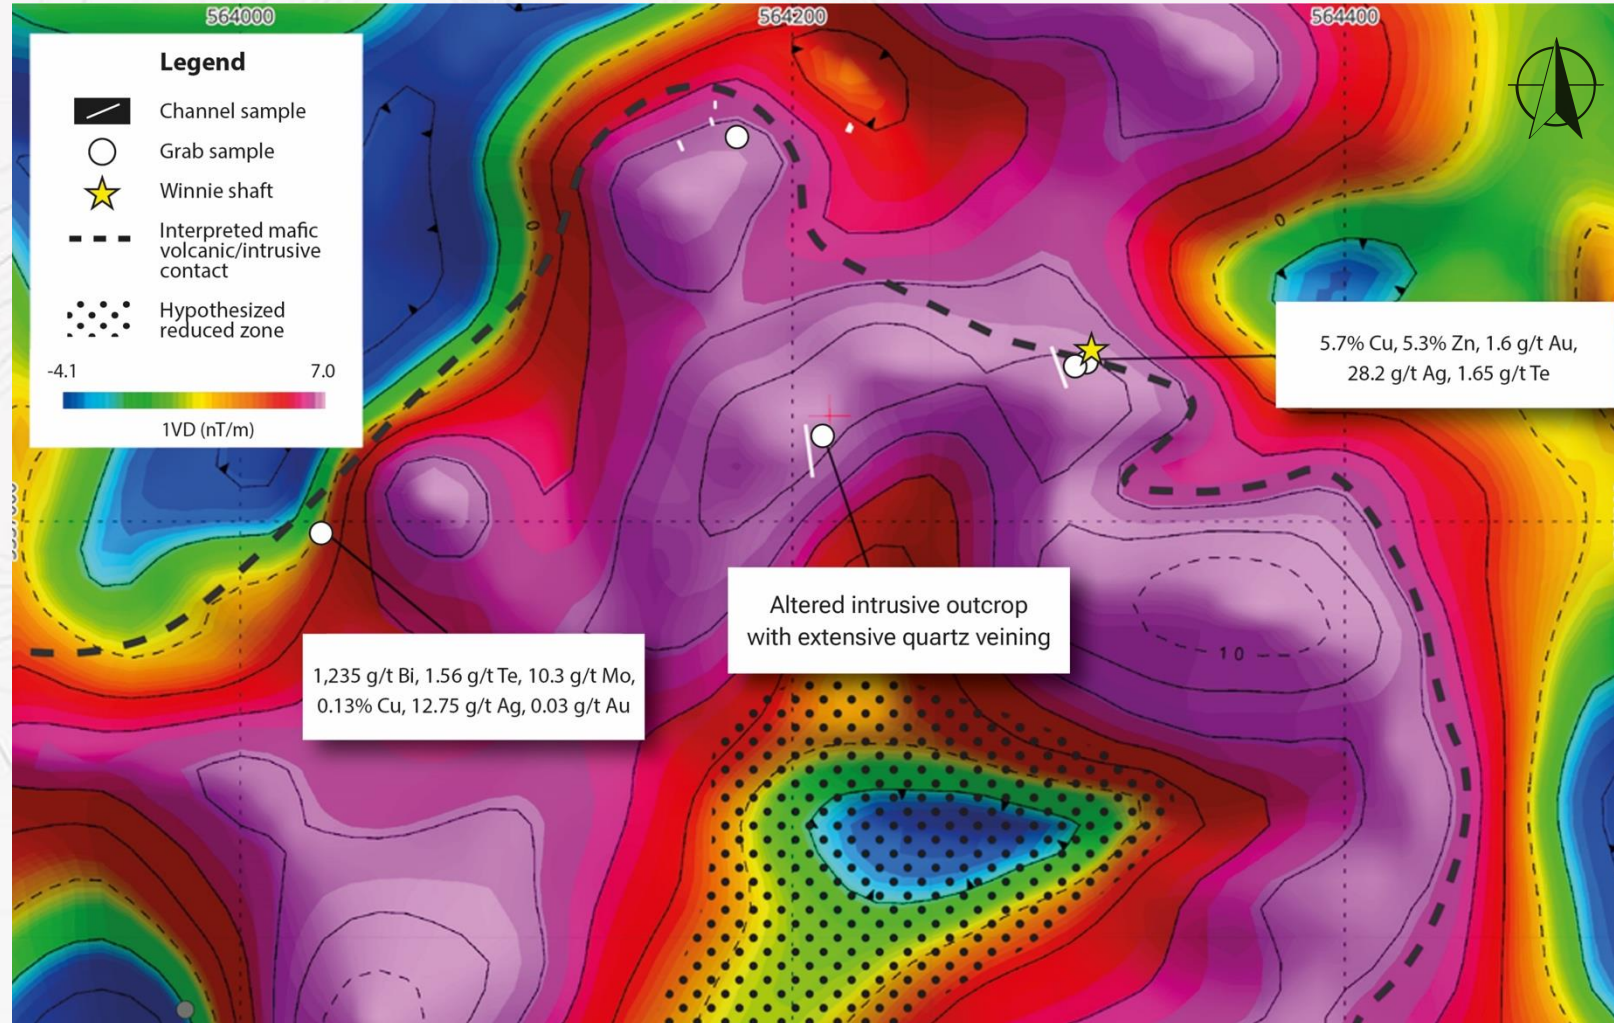 564000
564200
564400
Legend
Channel sample
Grab sample
Winnie shaft
Interpreted mafic
volcanic/intrusive
contact
Hypothesized
reduced zone
-4.1
7.0
1VD (nT/m)
0
0
5.7% Cu, 5.3% Zn, 1.6 g/t Au,
28.2 g/t Ag, 1.65 g/t Te
Altered intrusive outcrop
with extensive quartz veining
10
1,235 g/t Bi, 1.56 g/t Te, 10.3 g/t Mo,
0.13% Cu, 12.75 g/t Ag, 0.03 g/t Au